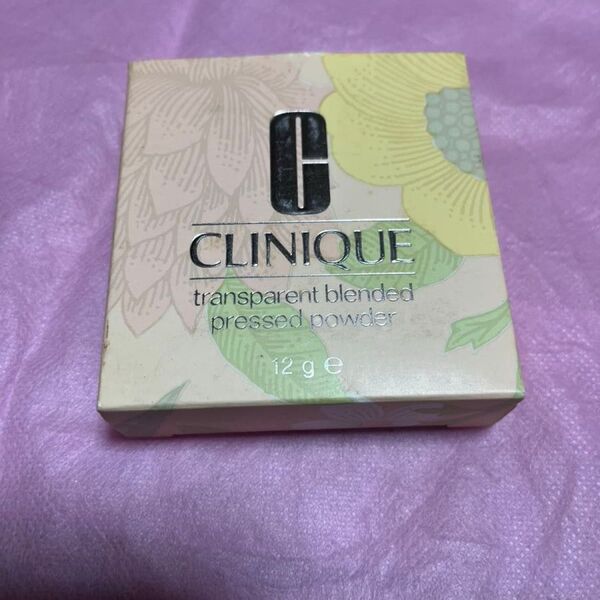 C
CLINIQUE
transparent blended
pressed powder
12 g ℮